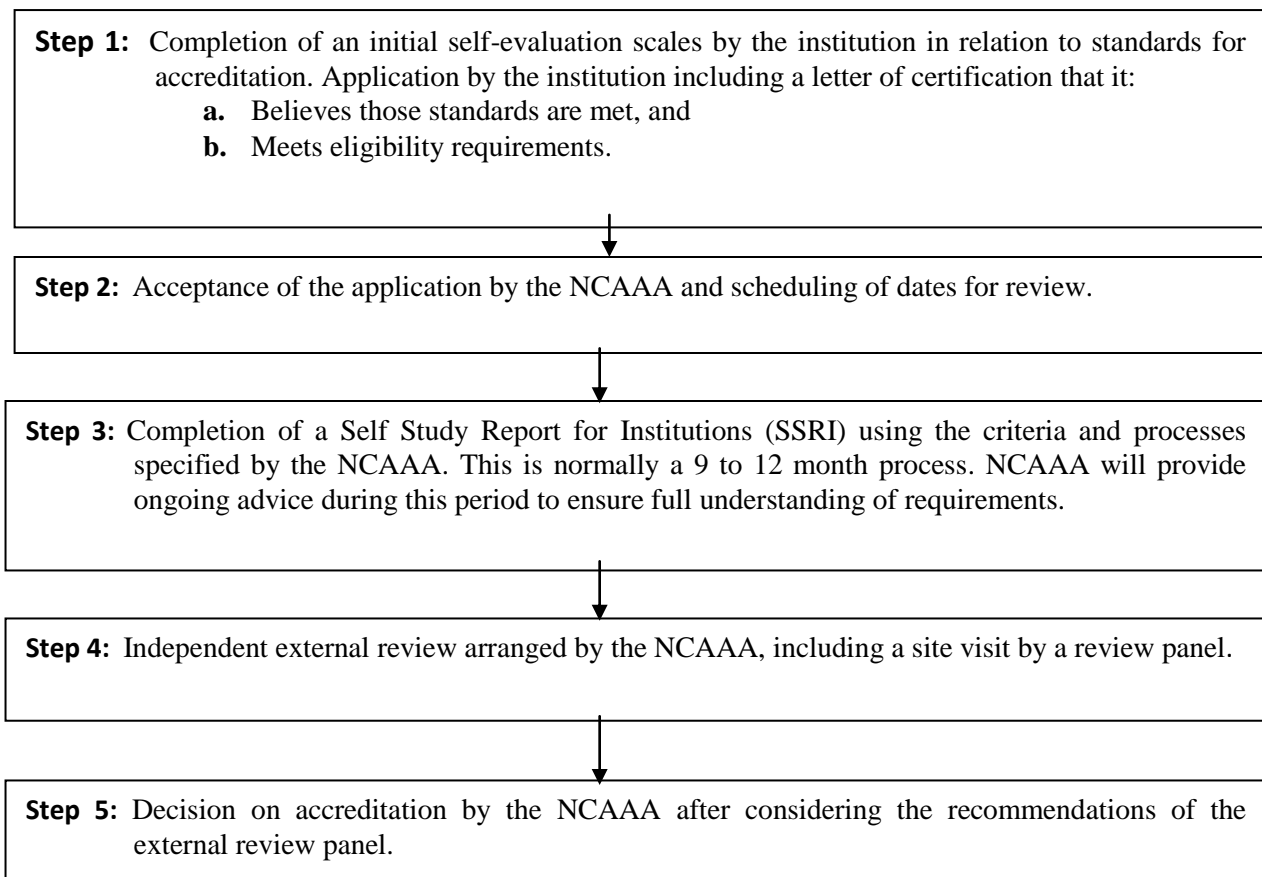 Step 1: Completion of an initial self-evaluation scales by the institution in relation to standards for
accreditation. Application by the institution including a letter of certification that it:
a. Believes those standards are met, and
b. Meets eligibility requirements.
Step 2: Acceptance of the application by the NCAAA and scheduling of dates for review.
Step 3: Completion of a Self Study Report for Institutions (SSRI) using the criteria and processes
specified by the NCAAA. This is normally a 9 to 12 month process. NCAAA will provide
ongoing advice during this period to ensure full understanding of requirements.
Step 4: Independent external review arranged by the NCAAA, including a site visit by a review panel.
Step 5: Decision on accreditation by the NCAAA after considering the recommendations of the
external review panel.